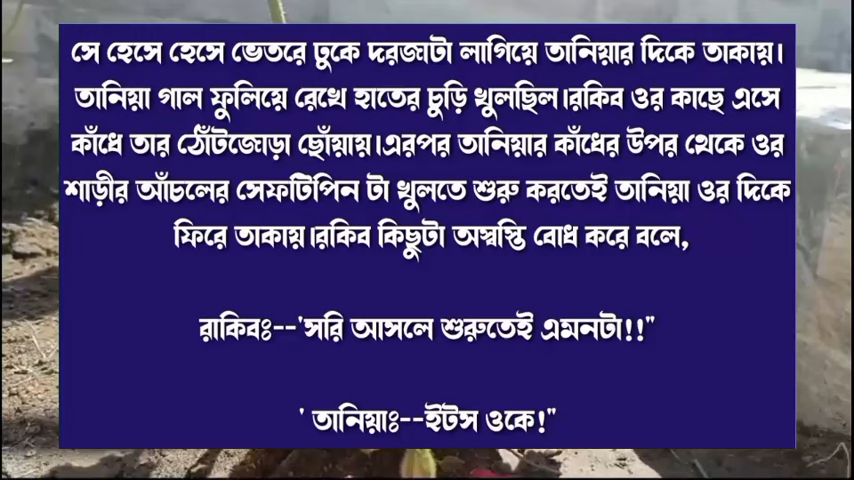 সে হেসে হেসে ভেতরে ঢুকে দরজাটা লাগিয়ে তানিয়ার দিকে তাকায়।
তানিয়া গাল ফুলিয়ে রেখে হাতের চুড়ি খুলছিল।রকিব ওর কাছে এসে
কাঁধে তার ঠোঁটজোড়া ছোঁয়ায়।এরপর তানিয়ার কাঁধের উপর থেকে ওর
শাড়ীর আঁচলের সেফটিপিন টা খুলতে শুরু করতেই তানিয়া ওর দিকে
ফিরে তাকায়।রকিব কিছুটা অস্বস্তি বোধ করে বলে,
রাকিবঃ--'সরি আসলে শুরুতেই এমনটা!!"
' তানিয়াঃ--ইটস ওকে!"